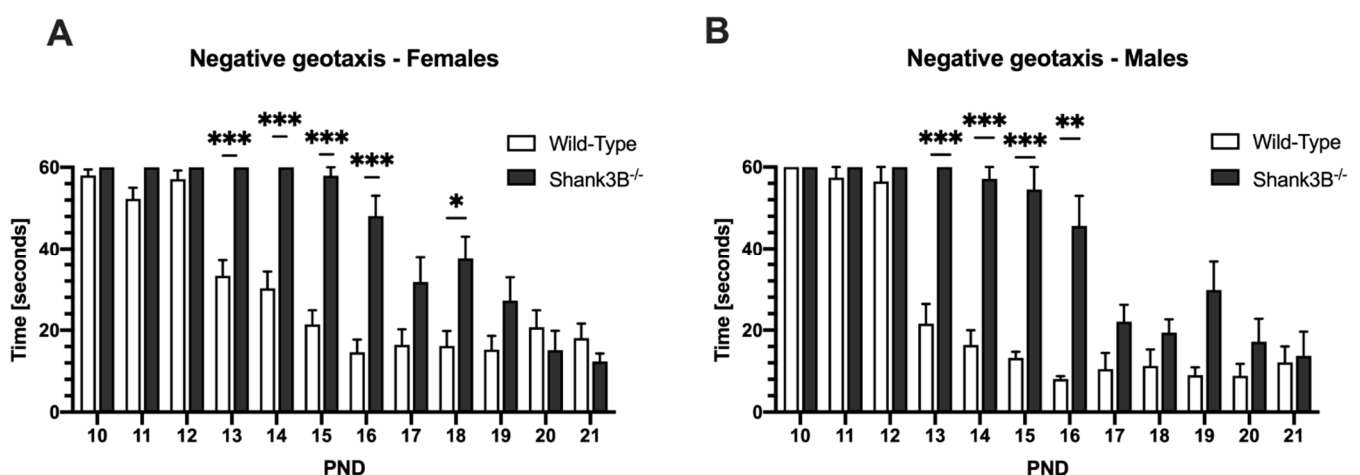 A
Negative geotaxis - Females
*** *** *** *** *
Wild-Type
Shank3B-/-
60
40
20
0
Time [seconds]
10 11 12 13 14 15 16 17 18 19 20 21
PND
B
Negative geotaxis - Males
*** *** *** **
Wild-Type
Shank3B-/-
60
40
20
0
Time [seconds]
10 11 12 13 14 15 16 17 18 19 20 21
PND